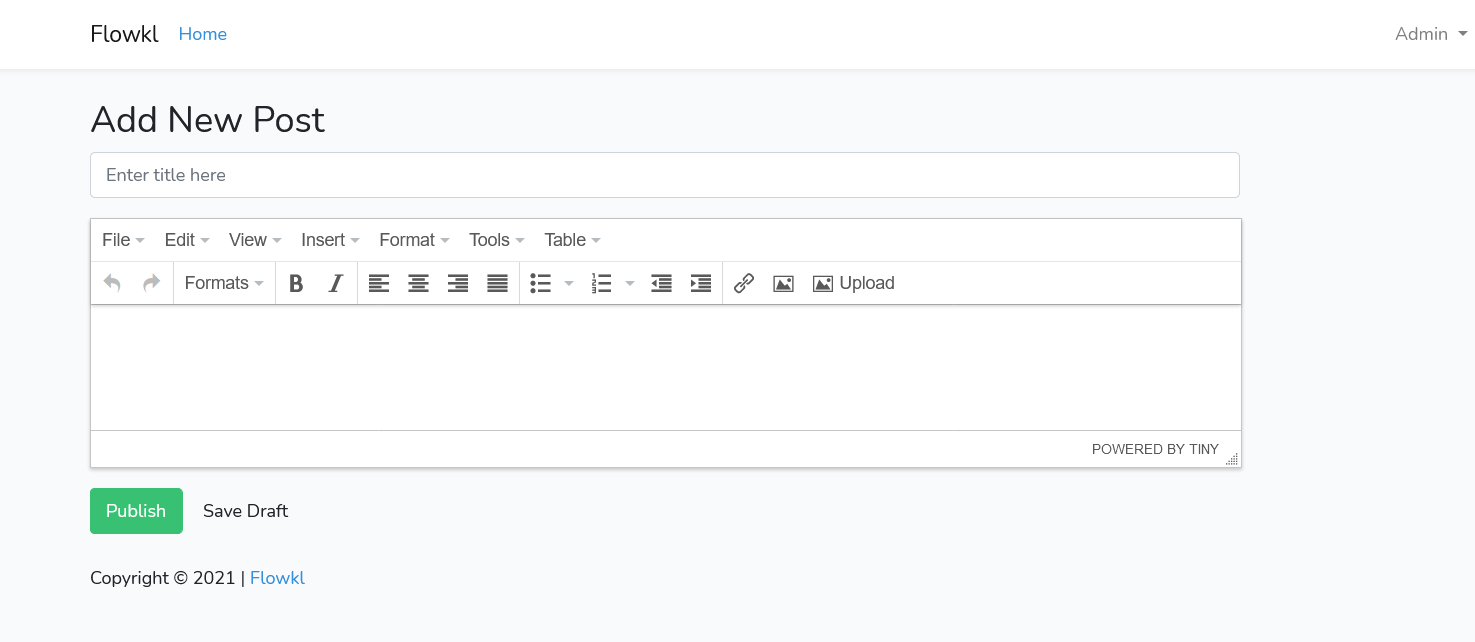 Flowkl Home Admin
Add New Post
Enter title here
File Edit View Insert Format Tools Table
Formats B I Upload
POWERED BY TINY
Publish Save Draft
Copyright © 2021 | Flowkl